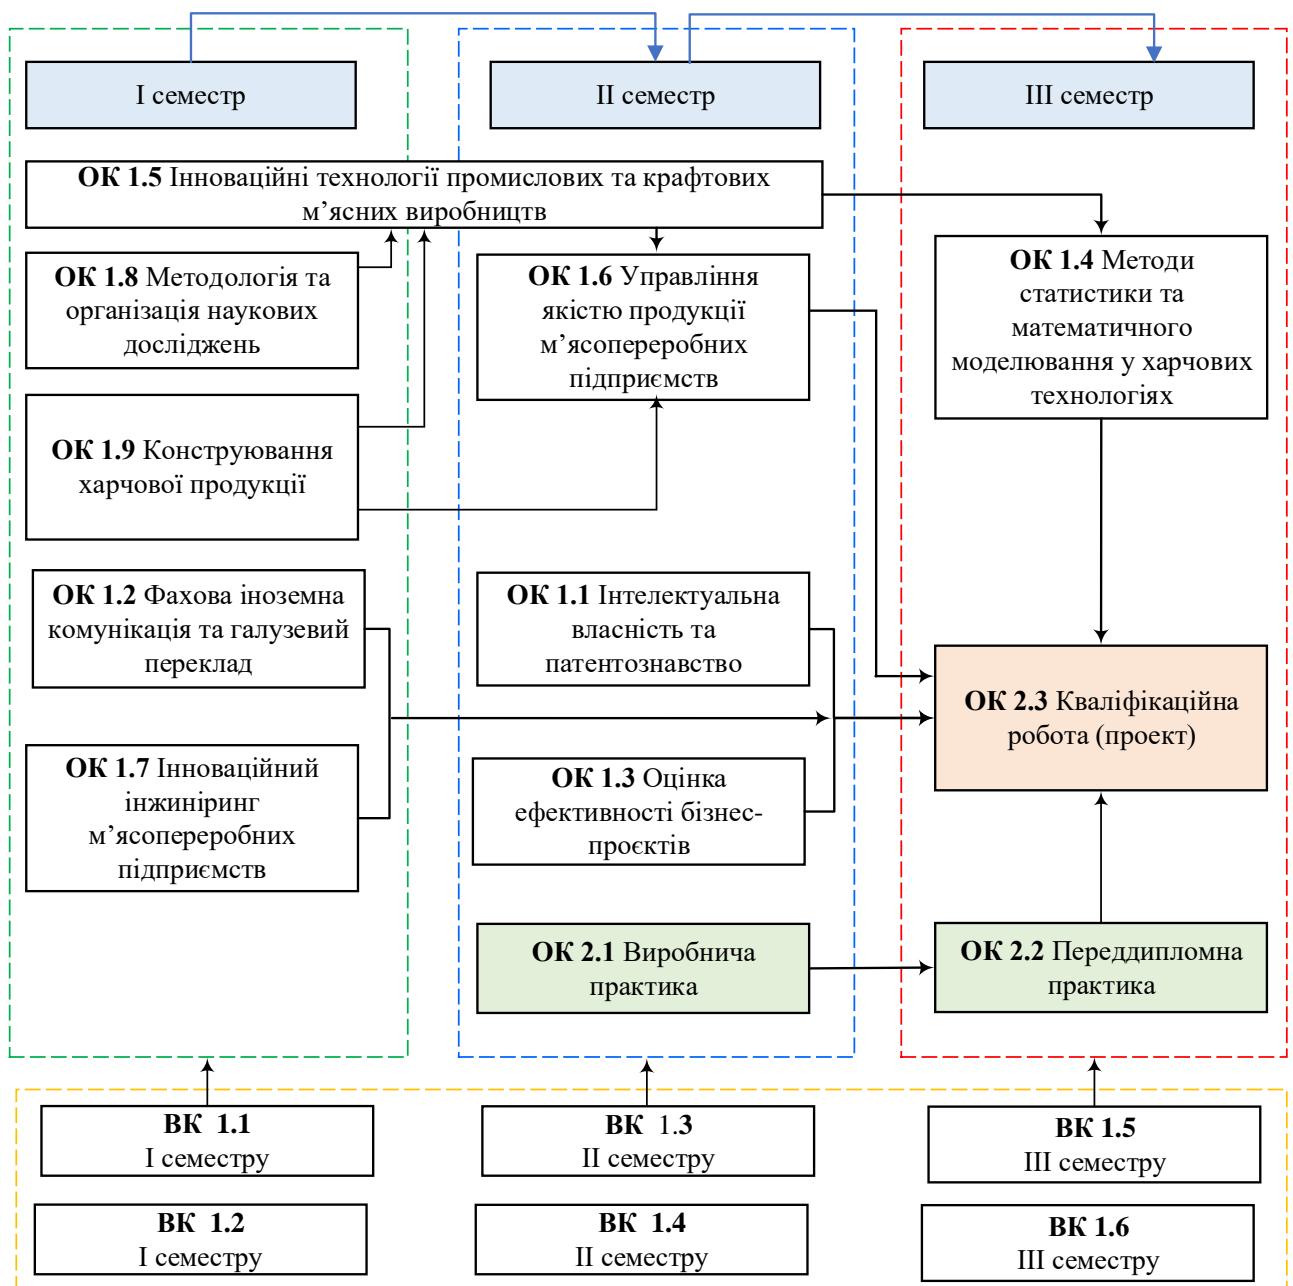 I семестр
II семестр
III семестр
ОК 1.5 Інноваційні технології промислових та крафтових
м’ясних виробництв
ОК 1.8 Методологія та
організація наукових
досліджень
ОК 1.6 Управління
якістю продукції
м’ясопереробних
підприємств
ОК 1.4 Методи
статистики та
математичного
моделювання у харчових
технологіях
ОК 1.9 Конструювання
харчової продукції
ОК 1.2 Фахова іноземна
комунікація та галузевий
переклад
ОК 1.1 Інтелектуальна
власність та
патентознавство
ОК 2.3 Кваліфікаційна
робота (проект)
ОК 1.7 Інноваційний
інжиніринг
м’ясопереробних
підприємств
ОК 1.3 Оцінка
ефективності бізнес-
проєктів
ОК 2.1 Виробнича
практика
ОК 2.2 Переддипломна
практика
ВК 1.1
I семестру
ВК 1.3
II семестру
ВК 1.5
III семестру
ВК 1.2
I семестру
ВК 1.4
II семестру
ВК 1.6
III семестру